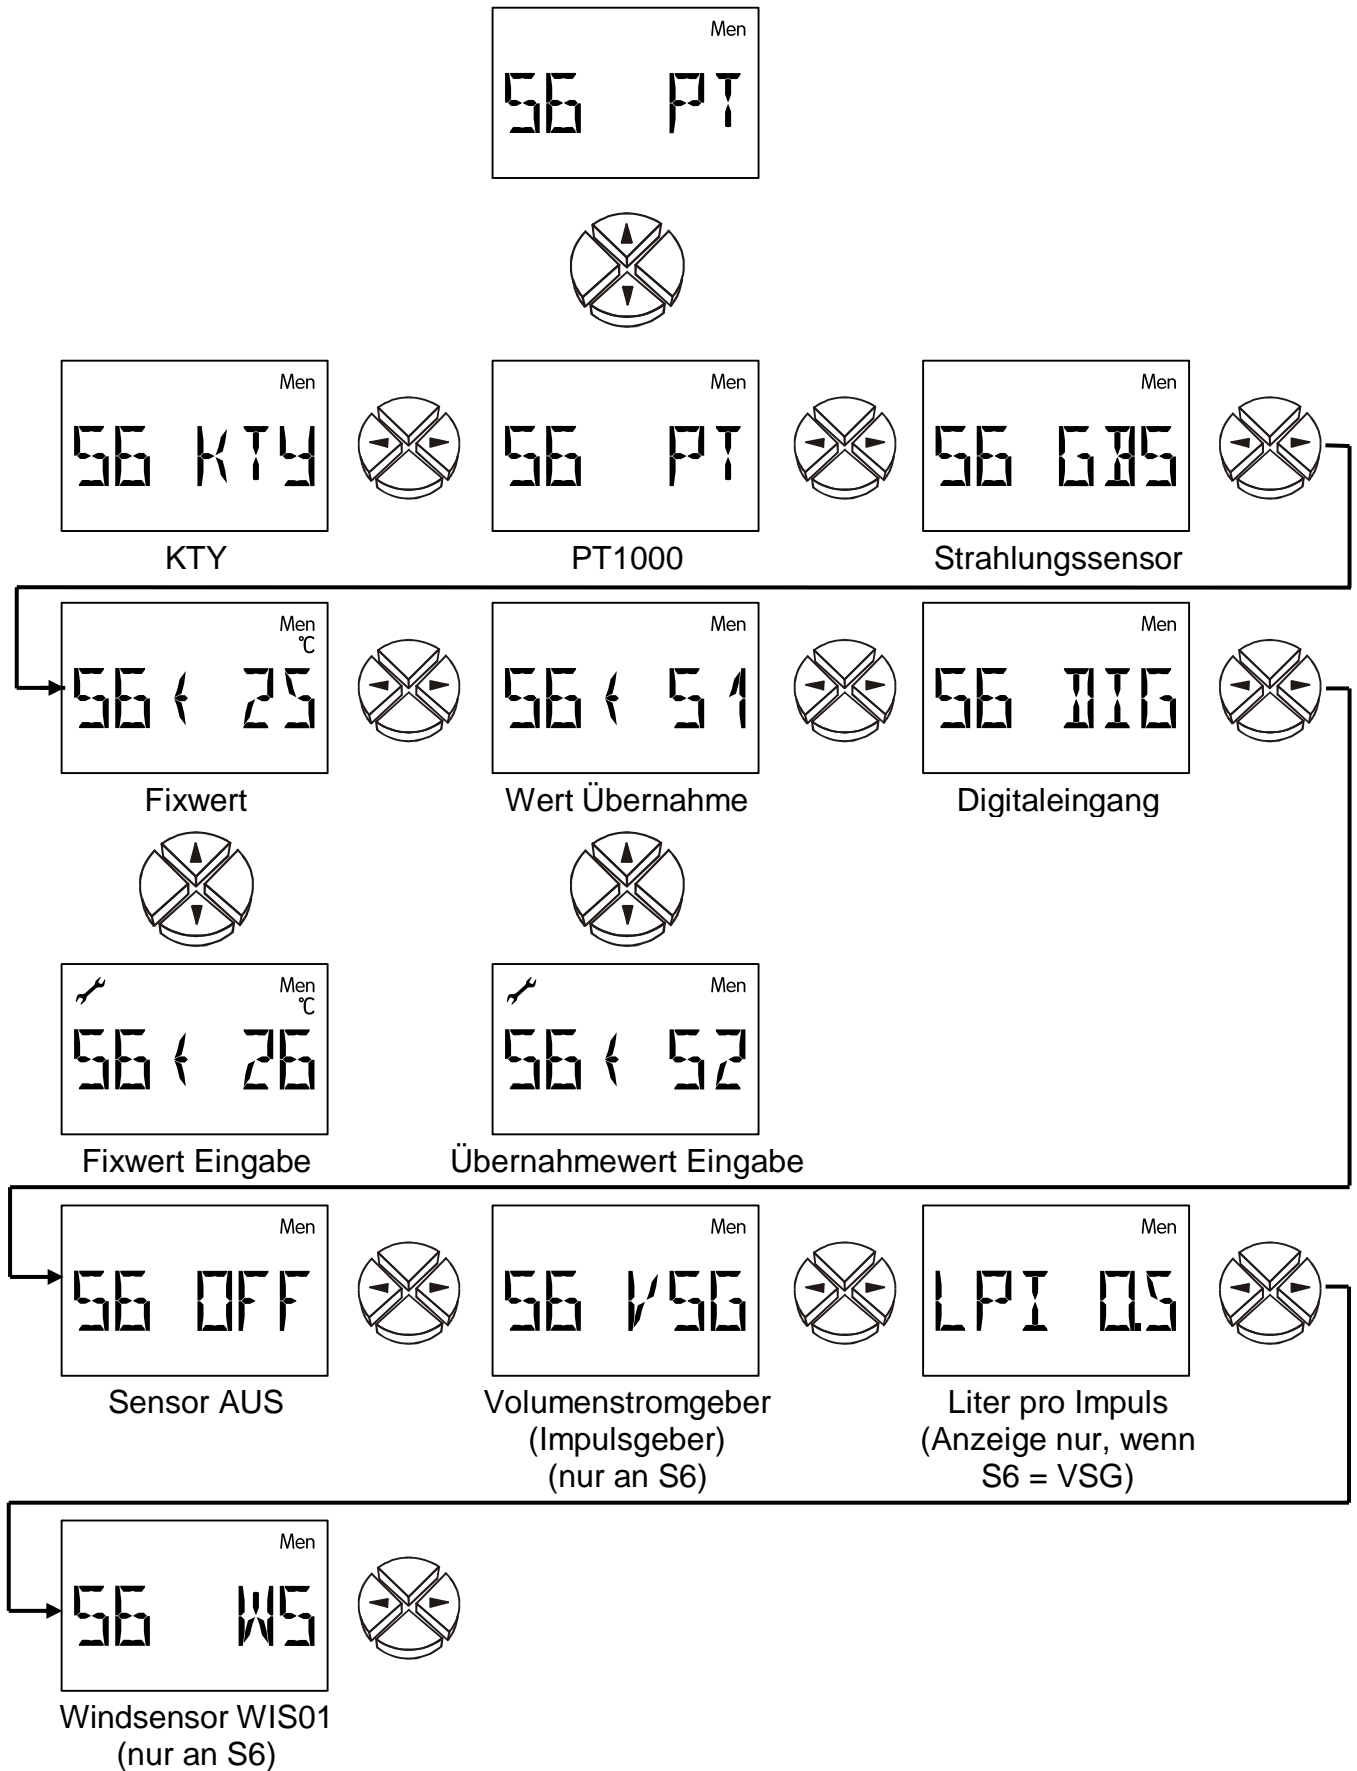 Men
S6 PT
Men
S6 KTY
Men
S6 PT
Men
S6 GBS
KTY
PT1000
Strahlungssensor
Men
°C
S6 < 25
Men
S6 < S1
Men
S6 DIG
Fixwert
Wert Übernahme
Digitaleingang
Men
°C
S6 < 26
Men
S6 < S2
Fixwert Eingabe
Übernahmewert Eingabe
Men
S6 OFF
Men
S6 VSG
Men
LPI 0.5
Sensor AUS
Volumenstromgeber
(Impulsgeber)
(nur an S6)
Liter pro Impuls
(Anzeige nur, wenn
S6 = VSG)
Men
S6 WS
Windsensor WIS01
(nur an S6)